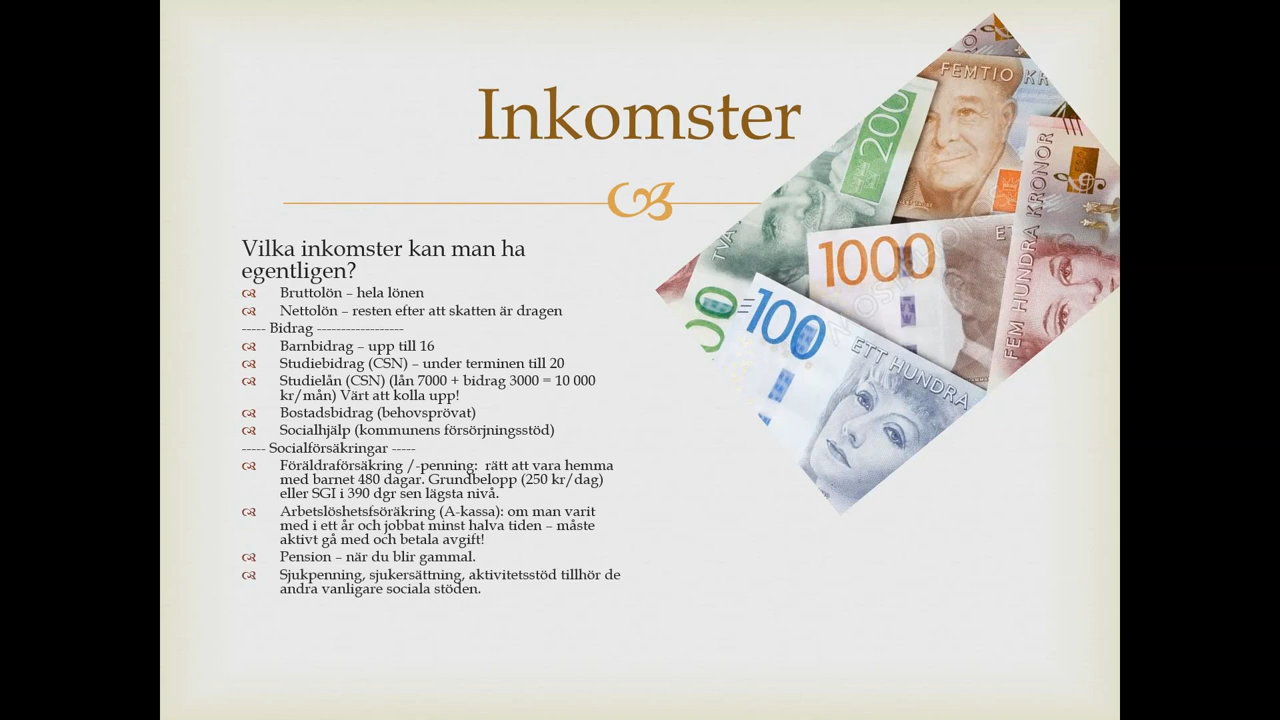 Inkomster
Vilka inkomster kan man ha
egentligen?
Bruttolön – hela lönen
Nettolön – resten efter att skatten är dragen
----- Bidrag ------------------
Barnbidrag – upp till 16
Studiebidrag (CSN) – under terminen till 20
Studielån (CSN) (lån 7000 + bidrag 3000 = 10 000
kr/mån) Värt att kolla upp!
Bostadsbidrag (behovsprövat)
Socialhjälp (kommunens försörjningsstöd)
----- Socialförsäkringar -----
Föräldraförsäkring /-penning: rätt att vara hemma
med barnet 480 dagar. Grundbelopp (250 kr/dag)
eller SGI i 390 dgr sen lägsta nivå.
Arbetslöshetsfsöräkring (A-kassa): om man varit
med i ett år och jobbat minst halva tiden – måste
aktivt gå med och betala avgift!
Pension – när du blir gammal.
Sjukpenning, sjukersättning, aktivitetsstöd tillhör de
andra vanligare sociala stöden.
FEMTIO KR
200
TVÅ
1000
ET
FEM HUNDRA KRONOR
00
100
ETT HUNDRA